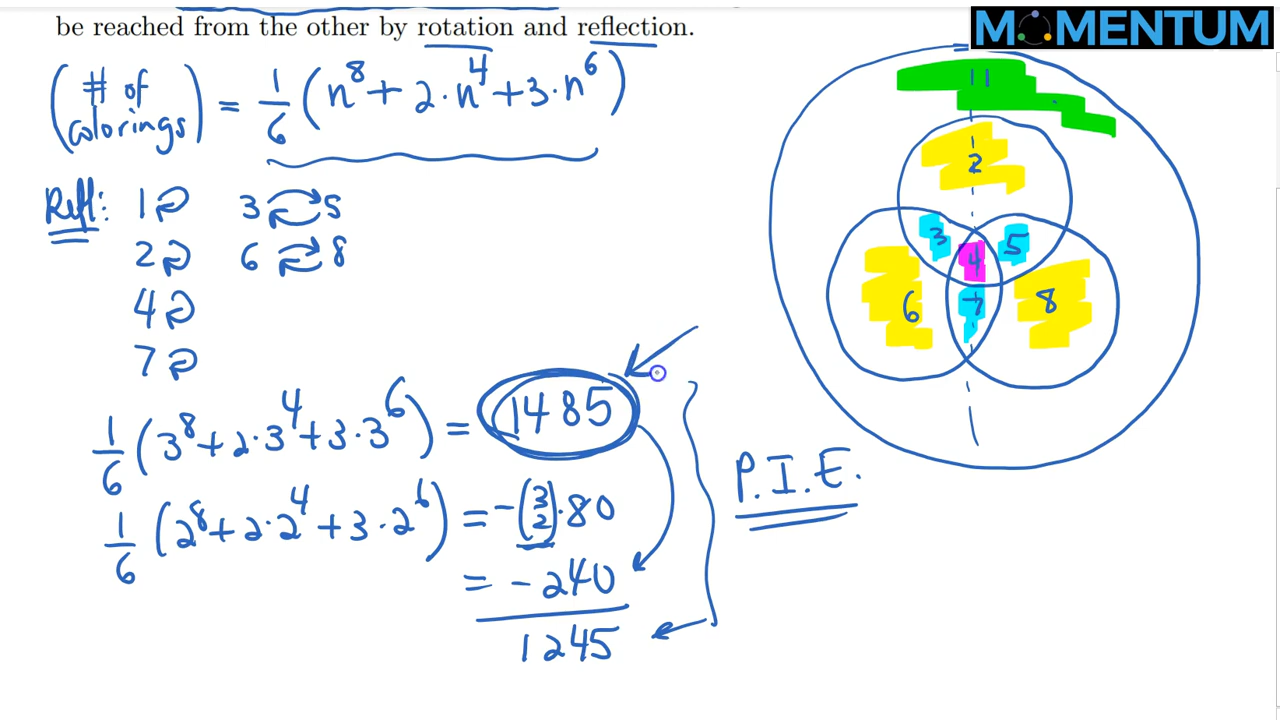 be reached from the other by rotation and reflection.
MOMENTUM
(# of colorings) = 1/6 (n^8 + 2·n^4 + 3·n^6)
Refl: 1 3 5
2 6 8
4
7
1/6 (3^8 + 2·3^4 + 3·3^6) = 1485
1/6 (2^8 + 2·2^4 + 3·2^6) = -(3 2)·80
= -240
1245
P.I.E.
11
2
3 4 5
6 7 8